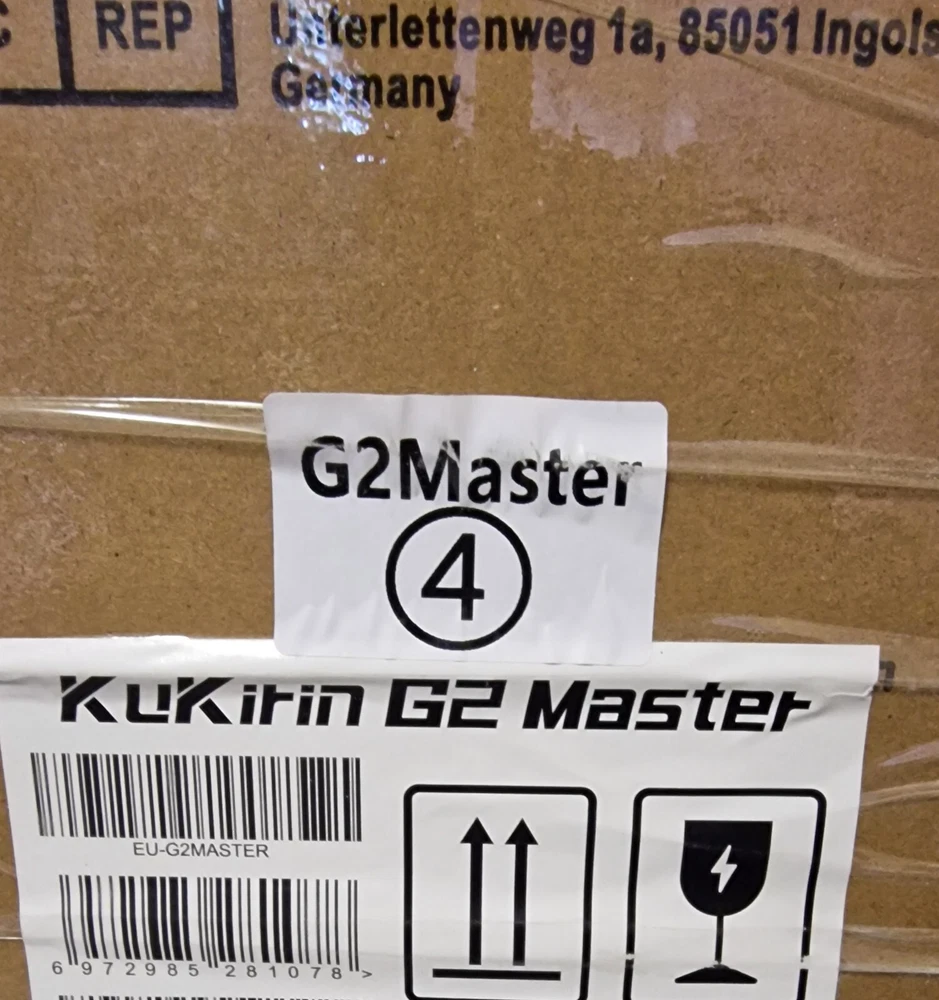 REP
Unterlettenweg 1a, 85051 Ingols
Germany
G2Master
4
KuKirin G2 Master
EU-G2MASTER
6 972985 281078 >